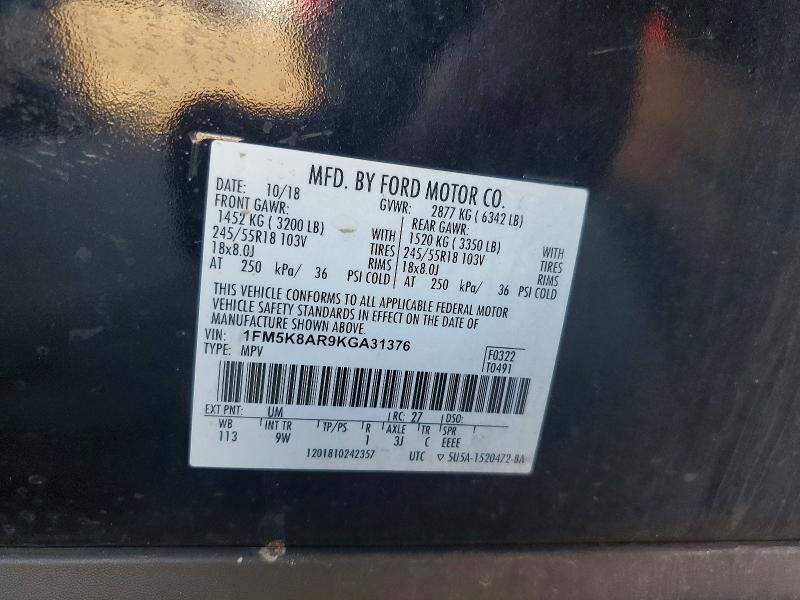 MFD. BY FORD MOTOR CO.
DATE: 10/18 GVWR: 2877 KG ( 6342 LB)
FRONT GAWR: REAR GAWR:
1452 KG ( 3200 LB) WITH 1520 KG ( 3350 LB) WITH
245/55R18 103V TIRES 245/55R18 103V TIRES
18x8.0J RIMS 18x8.0J RIMS
AT 250 kPa/ 36 PSI COLD AT 250 kPa/ 36 PSI COLD
THIS VEHICLE CONFORMS TO ALL APPLICABLE FEDERAL MOTOR
VEHICLE SAFETY STANDARDS IN EFFECT ON THE DATE OF
MANUFACTURE SHOWN ABOVE.
VIN: 1FM5K8AR9KGA31376
TYPE: MPV
F0322
T0491
EXT PNT: UM RC: 27 DSO:
WB INT TR TP/PS R AXLE TR SPR
113 9W 1 3J C EEEE
1201810242357 UTC ▽ 5U5A-1520472-BA